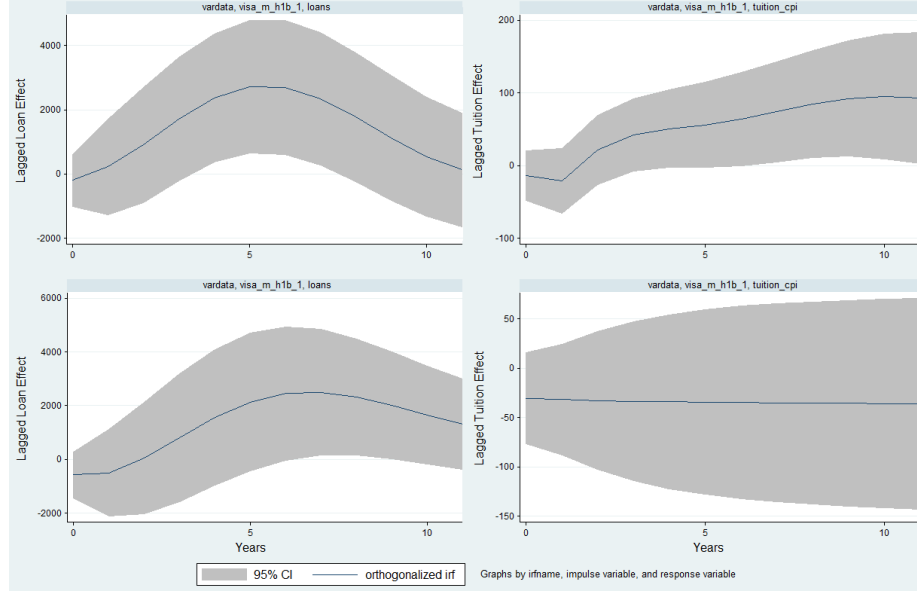 vardata, visa_m_h1b_1, loans
Lagged Loan Effect
4000
2000
0
-2000
0 5 10
vardata, visa_m_h1b_1, tuition_cpi
Lagged Tuition Effect
200
100
0
-100
0 5 10
vardata, visa_m_h1b_1, loans
Lagged Loan Effect
6000
4000
2000
0
-2000
0 5 10
Years
vardata, visa_m_h1b_1, tuition_cpi
Lagged Tuition Effect
50
0
-50
-100
-150
0 5 10
Years
95% CI orthogonalized irf
Graphs by irfname, impulse variable, and response variable